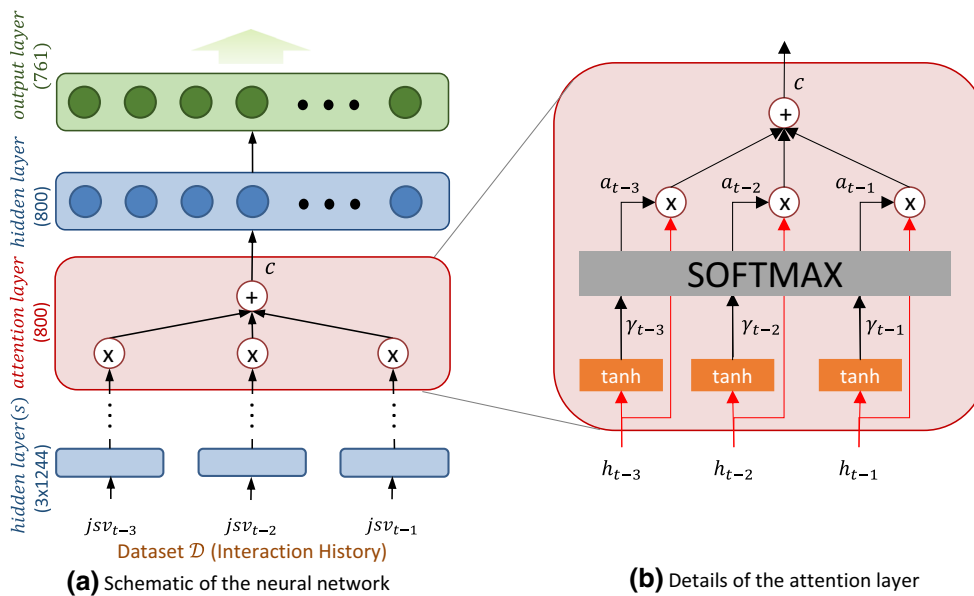 output layer
(761)
hidden layer
(800)
attention layer
(800)
hidden layer(s)
(3x1244)
c
+
x x x
jsv_{t−3} jsv_{t−2} jsv_{t−1}
Dataset 𝒟 (Interaction History)
(a) Schematic of the neural network
c
+
a_{t−3} a_{t−2} a_{t−1}
x x x
SOFTMAX
γ_{t−3} γ_{t−2} γ_{t−1}
tanh tanh tanh
h_{t−3} h_{t−2} h_{t−1}
(b) Details of the attention layer